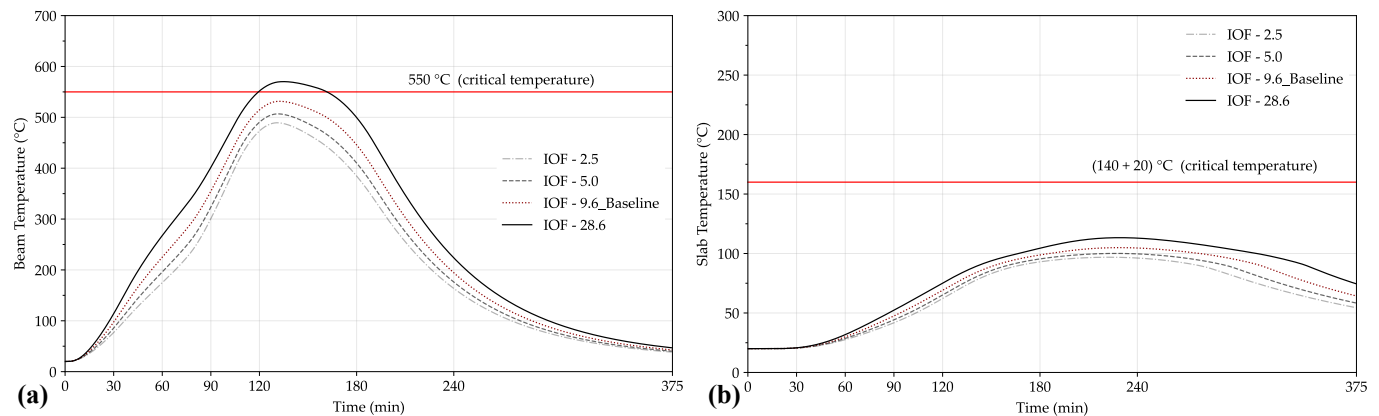 700
600
500
400
300
200
100
0
Beam Temperature (°C)
550 °C (critical temperature)
IOF - 2.5
IOF - 5.0
IOF - 9.6_Baseline
IOF - 28.6
0 30 60 90 120 180 240 375
Time (min)
(a)
300
250
200
150
100
50
0
Slab Temperature (°C)
IOF - 2.5
IOF - 5.0
IOF - 9.6_Baseline
IOF - 28.6
(140 + 20) °C (critical temperature)
0 30 60 90 120 180 240 375
Time (min)
(b)